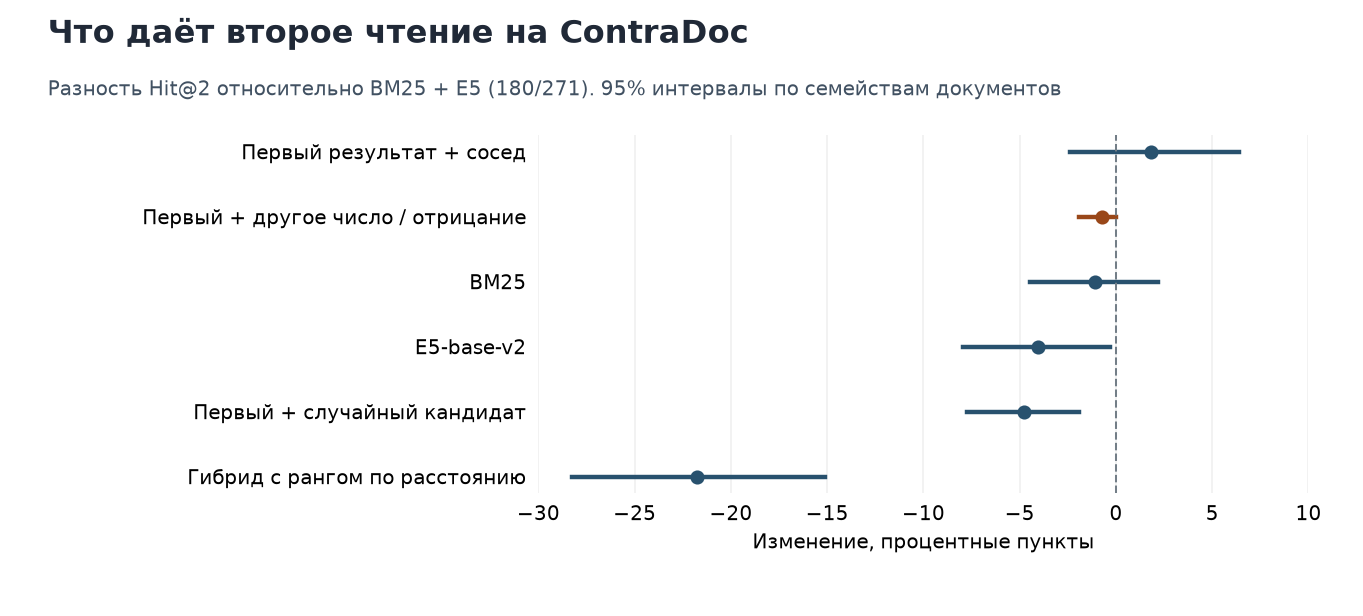 Что даёт второе чтение на ContraDoc
Разность Hit@2 относительно BM25 + E5 (180/271). 95% интервалы по семействам документов
Первый результат + сосед
Первый + другое число / отрицание
BM25
E5-base-v2
Первый + случайный кандидат
Гибрид с рангом по расстоянию
−30 −25 −20 −15 −10 −5 0 5 10
Изменение, процентные пункты